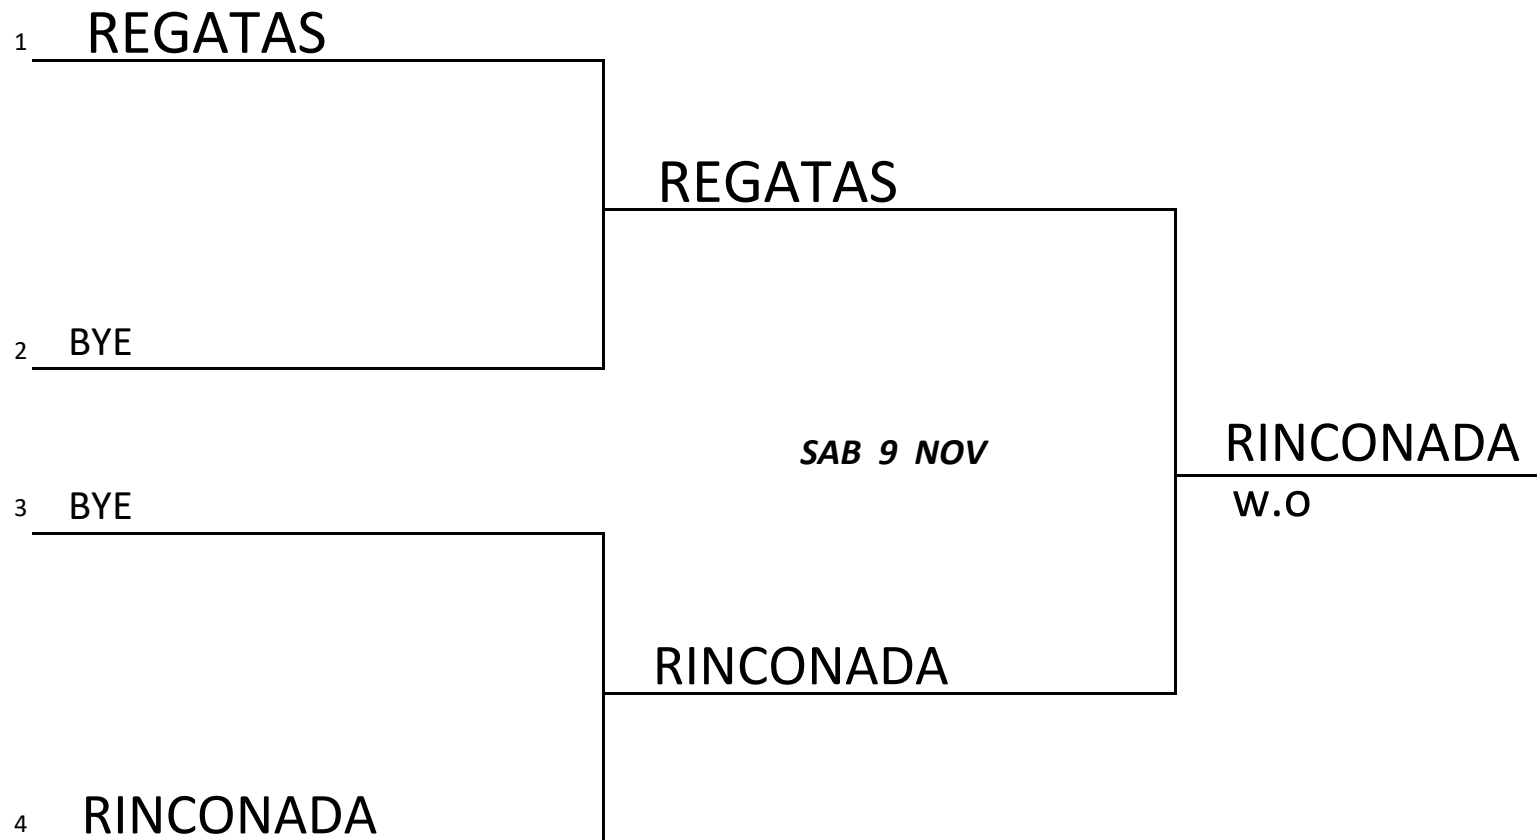 1 REGATAS
REGATAS
2 BYE
SAB 9 NOV
RINCONADA
w.o
3 BYE
RINCONADA
4 RINCONADA